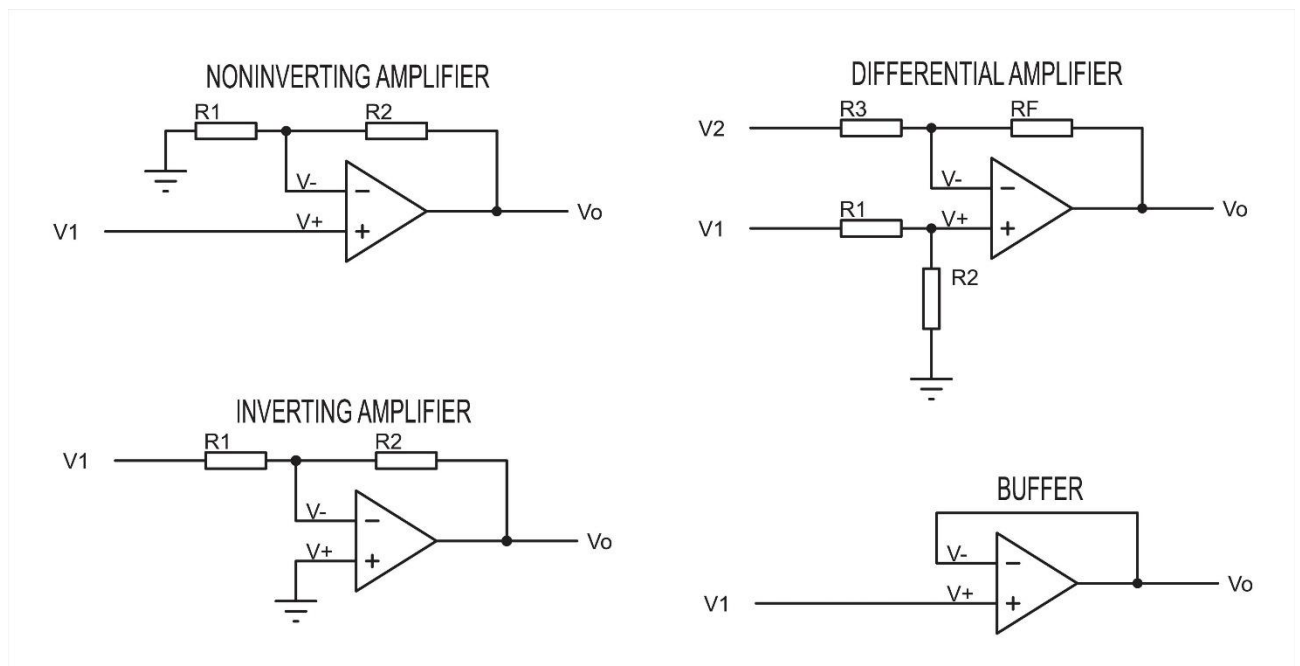 NONINVERTING AMPLIFIER
R1 R2
V-
V+
V1
Vo
DIFFERENTIAL AMPLIFIER
R3 RF
V2
V-
R1 V+
V1
Vo
R2
INVERTING AMPLIFIER
R1 R2
V1
V-
V+
Vo
BUFFER
V-
V+
V1
Vo